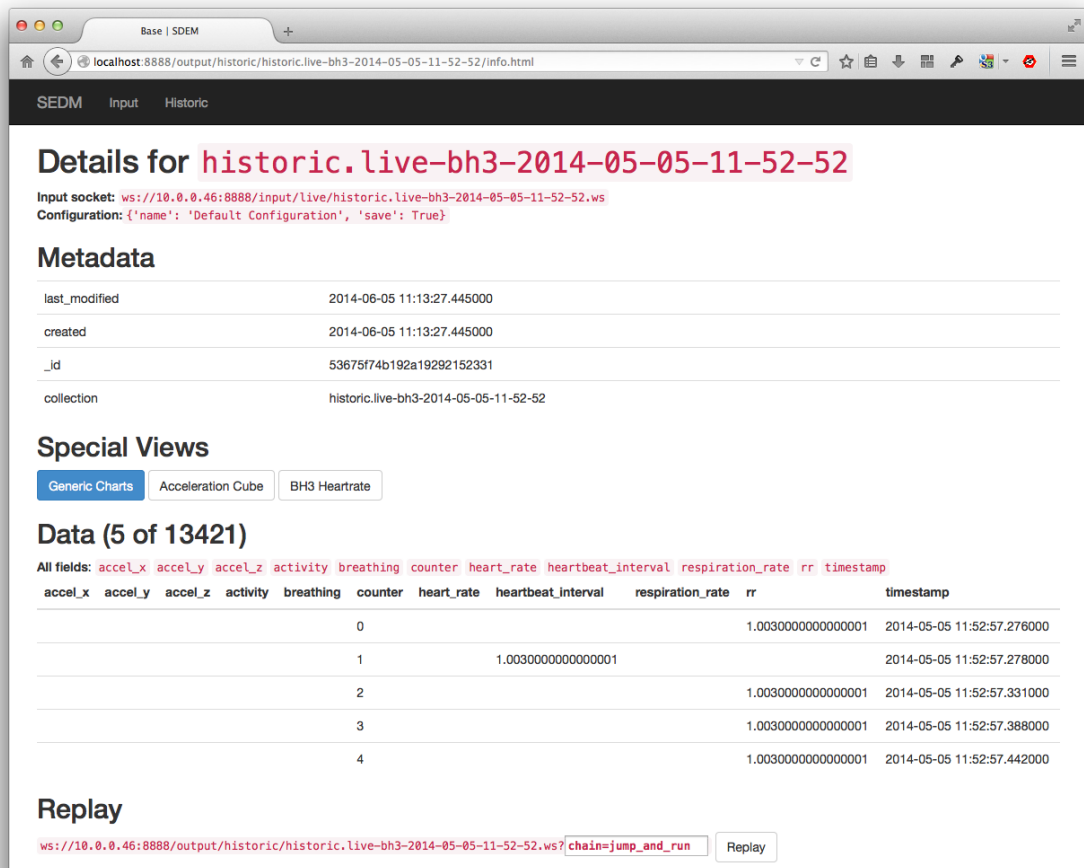 Base | SDEM
localhost:8888/output/historic/historic.live-bh3-2014-05-05-11-52-52/info.html
SEDM Input Historic
Details for historic.live-bh3-2014-05-05-11-52-52
Input socket: ws://10.0.0.46:8888/input/live/historic.live-bh3-2014-05-05-11-52-52.ws
Configuration: {'name': 'Default Configuration', 'save': True}
Metadata
last_modified 2014-06-05 11:13:27.445000
created 2014-06-05 11:13:27.445000
_id 53675f74b192a19292152331
collection historic.live-bh3-2014-05-05-11-52-52
Special Views
Generic Charts Acceleration Cube BH3 Heartrate
Data (5 of 13421)
All fields: accel_x accel_y accel_z activity breathing counter heart_rate heartbeat_interval respiration_rate rr timestamp
accel_x accel_y accel_z activity breathing counter heart_rate heartbeat_interval respiration_rate rr timestamp
0 1.0030000000000001 2014-05-05 11:52:57.276000
1 1.0030000000000001 2014-05-05 11:52:57.278000
2 1.0030000000000001 2014-05-05 11:52:57.331000
3 1.0030000000000001 2014-05-05 11:52:57.388000
4 1.0030000000000001 2014-05-05 11:52:57.442000
Replay
ws://10.0.0.46:8888/output/historic/historic.live-bh3-2014-05-05-11-52-52.ws? chain=jump_and_run Replay